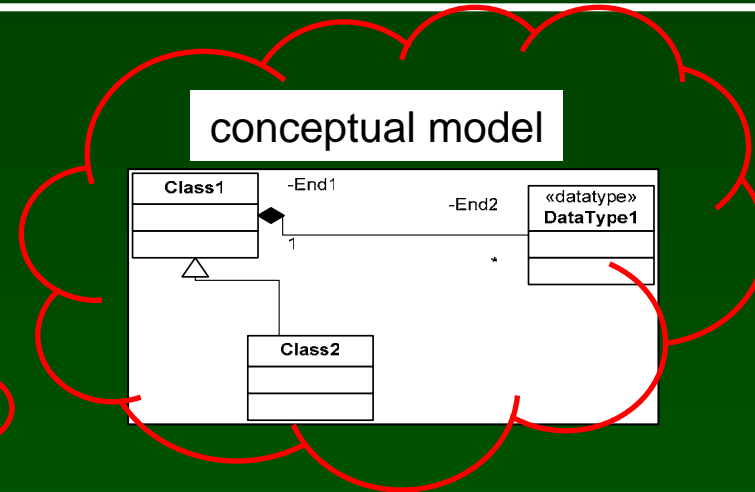 conceptual model
Class1
-End1
-End2
«datatype»
DataType1
1
*
Class2